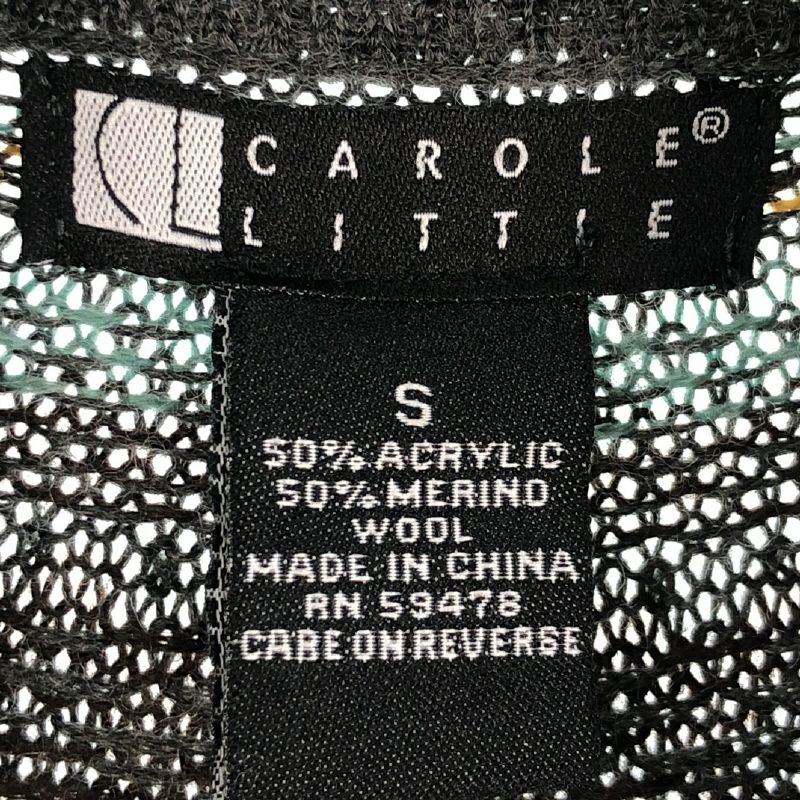 CAROLE®
LITTLE
S
50% ACRYLIC
50% MERINO
WOOL
MADE IN CHINA
RN 59478
CARE ON REVERSE